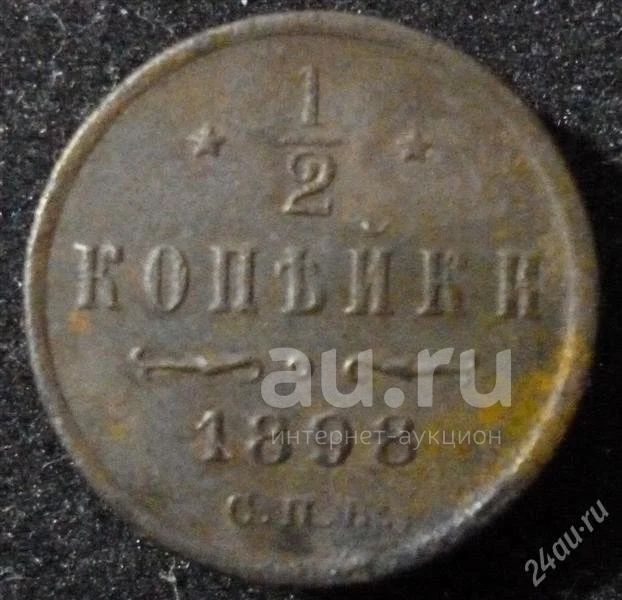 1
2
КОПѢЙКИ
au.ru
1898
интернет-аукцион
С.П.Б.
24au.ru